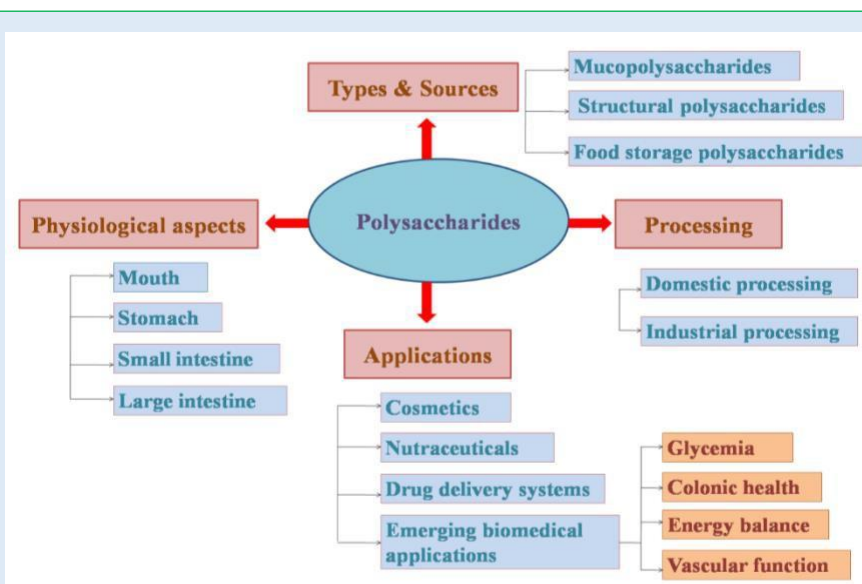 Types & Sources
Mucopolysaccharides
Structural polysaccharides
Food storage polysaccharides
Physiological aspects
Polysaccharides
Processing
Mouth
Stomach
Small intestine
Large intestine
Domestic processing
Industrial processing
Applications
Cosmetics
Nutraceuticals
Drug delivery systems
Emerging biomedical
applications
Glycemia
Colonic health
Energy balance
Vascular function